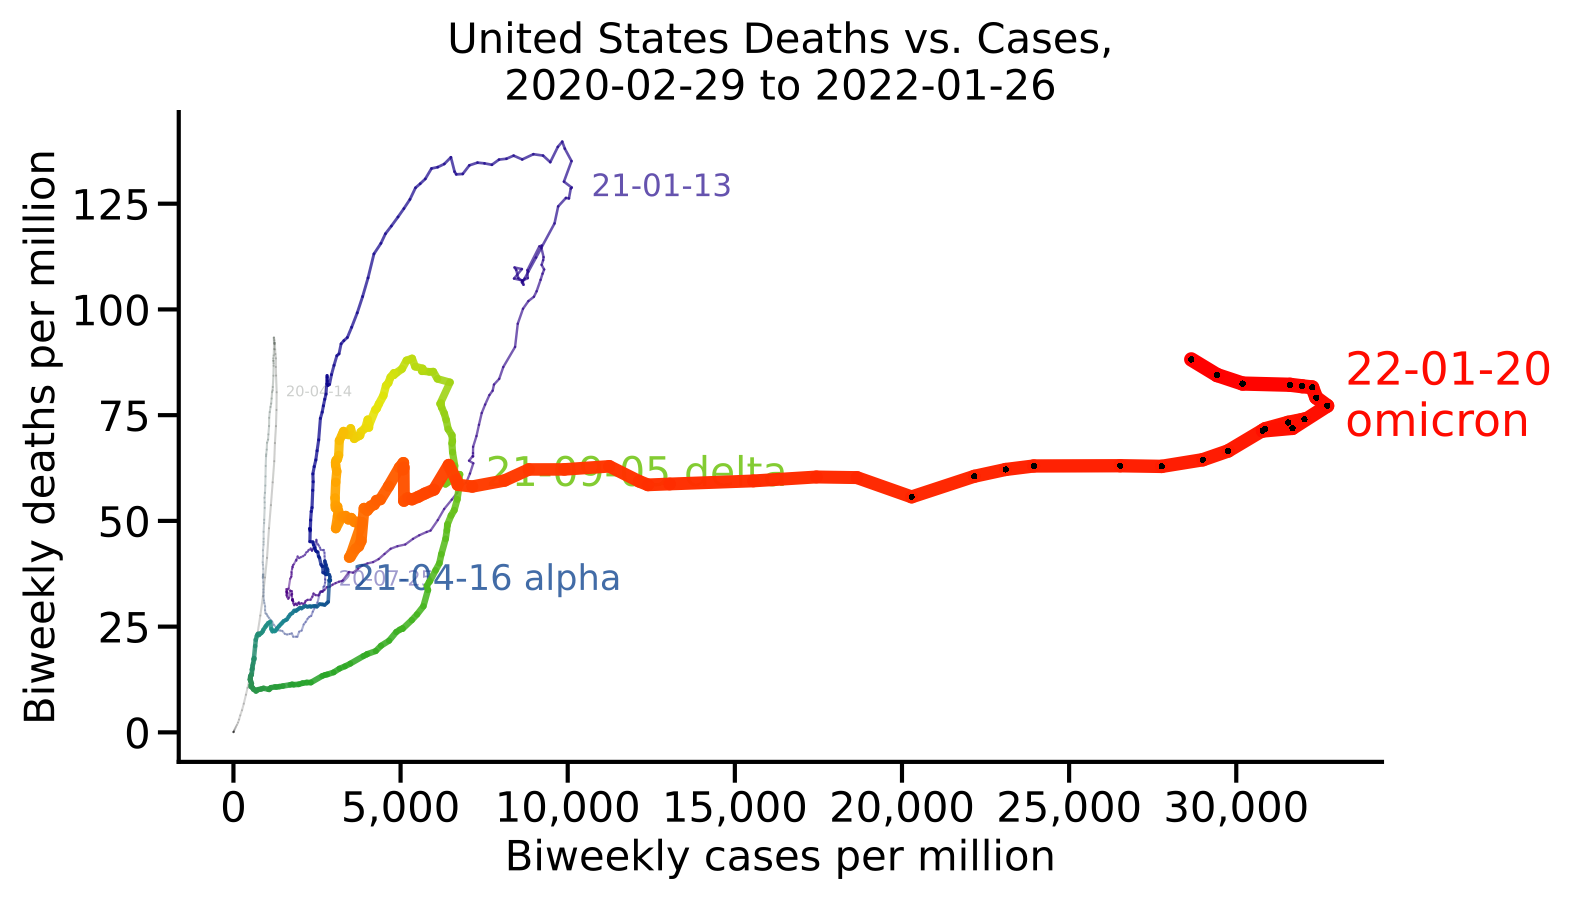 United States Deaths vs. Cases,
2020-02-29 to 2022-01-26
Biweekly deaths per million
125
100
75
50
25
0
21-01-13
20-04-14
22-01-20
omicron
21-09-05 delta
20-07-25
21-04-16 alpha
0
5,000
10,000
15,000
20,000
25,000
30,000
Biweekly cases per million